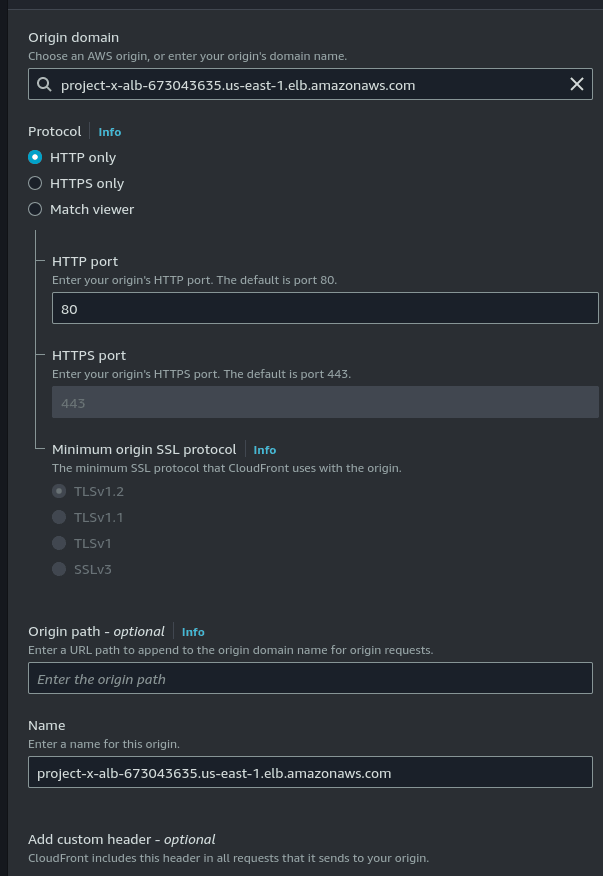 Origin domain
Choose an AWS origin, or enter your origin's domain name.
project-x-alb-673043635.us-east-1.elb.amazonaws.com
Protocol Info
HTTP only
HTTPS only
Match viewer
HTTP port
Enter your origin's HTTP port. The default is port 80.
80
HTTPS port
Enter your origin's HTTPS port. The default is port 443.
443
Minimum origin SSL protocol Info
The minimum SSL protocol that CloudFront uses with the origin.
TLSv1.2
TLSv1.1
TLSv1
SSLv3
Origin path - optional Info
Enter a URL path to append to the origin domain name for origin requests.
Enter the origin path
Name
Enter a name for this origin.
project-x-alb-673043635.us-east-1.elb.amazonaws.com
Add custom header - optional
CloudFront includes this header in all requests that it sends to your origin.